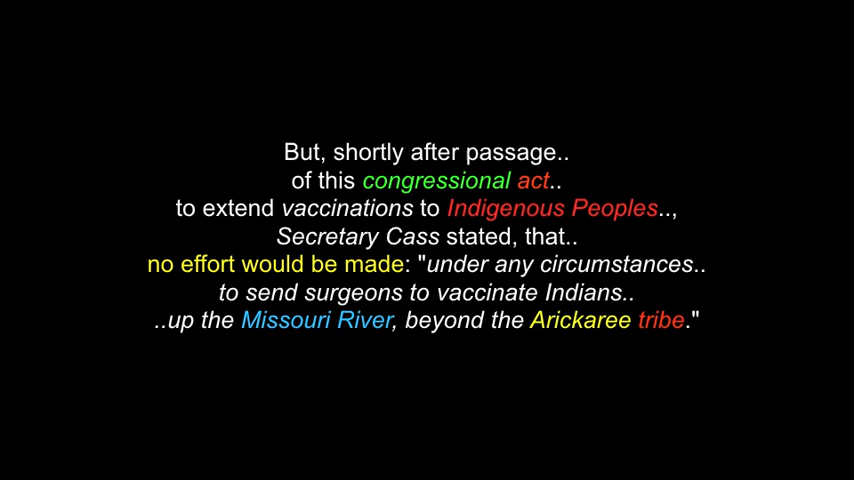 But, shortly after passage..
of this congressional act..
to extend vaccinations to Indigenous Peoples..,
Secretary Cass stated, that..
no effort would be made: "under any circumstances..
to send surgeons to vaccinate Indians..
..up the Missouri River, beyond the Arickaree tribe."